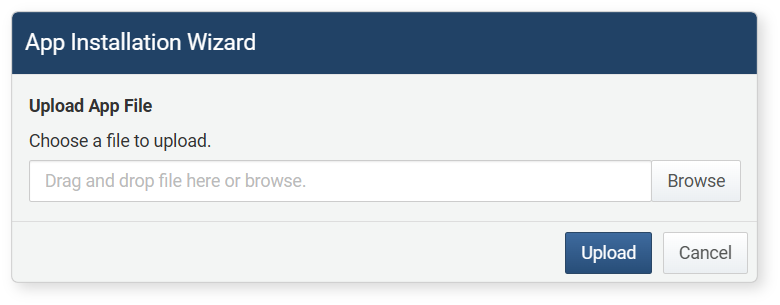 App Installation Wizard
Upload App File
Choose a file to upload.
Drag and drop file here or browse. Browse
Upload Cancel